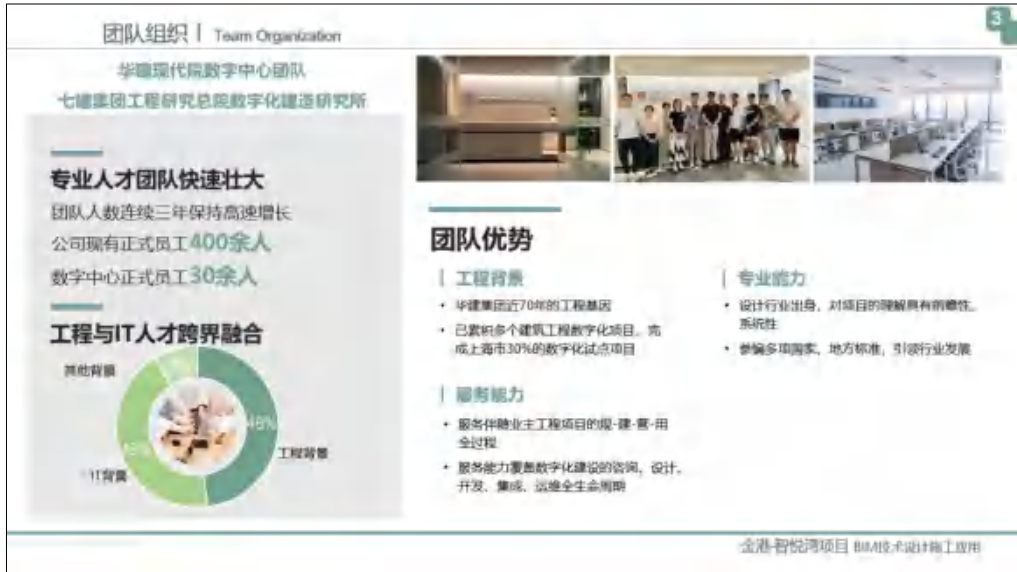 团队组织 | Team Organization
3
华建现代院数字中心团队
七建集团工程研究总院数字化建造研究所
专业人才团队快速壮大
团队人数连续三年保持高速增长
公司现有正式员工400余人
数字中心正式员工30余人
工程与IT人才跨界融合
其他背景
工程背景
IT背景
团队优势
工程背景
• 华建集团近70年的工程基因
• 已累积多个建筑工程数字化项目，完
成上海市30%的数字化试点项目
专业能力
• 设计行业出身，对项目的理解具有前瞻性、
系统性
• 参编多项国家、地方标准，引领行业发展
服务能力
• 服务伴随业主工程项目的规-建-营-用
全过程
• 服务能力覆盖数字化建设的咨询、设计、
开发、集成、运维全生命周期
金港·智悦湾项目 BIM技术设计施工应用